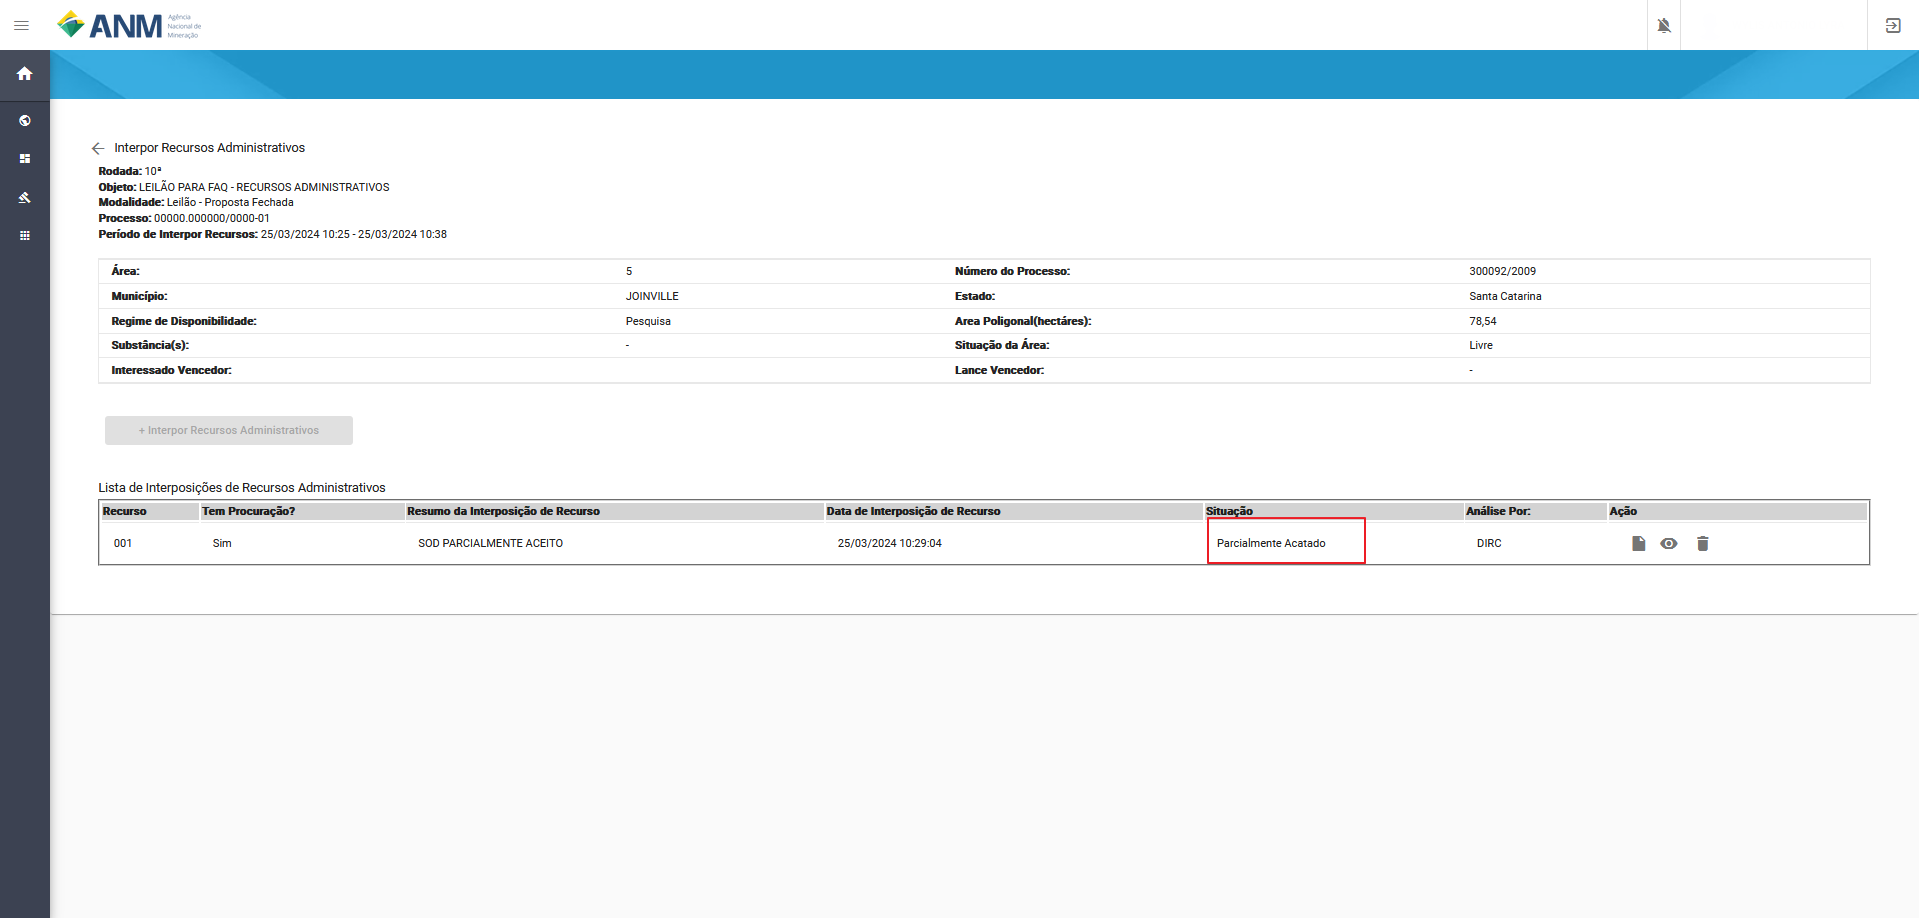 ANM Agência Nacional de Mineração
Interpor Recursos Administrativos
Rodada: 10ª
Objeto: LEILÃO PARA FAQ - RECURSOS ADMINISTRATIVOS
Modalidade: Leilão - Proposta Fechada
Processo: 00000.000000/0000-01
Período de Interpor Recursos: 25/03/2024 10:25 - 25/03/2024 10:38
Área: 5 Número do Processo: 300092/2009
Município: JOINVILLE Estado: Santa Catarina
Regime de Disponibilidade: Pesquisa Area Poligonal(hectáres): 78,54
Substância(s): - Situação da Área: Livre
Interessado Vencedor: Lance Vencedor: -
+ Interpor Recursos Administrativos
Lista de Interposições de Recursos Administrativos
Recurso Tem Procuração? Resumo da Interposição de Recurso Data de Interposição de Recurso Situação Análise Por: Ação
001 Sim SOD PARCIALMENTE ACEITO 25/03/2024 10:29:04 Parcialmente Acatado DIRC